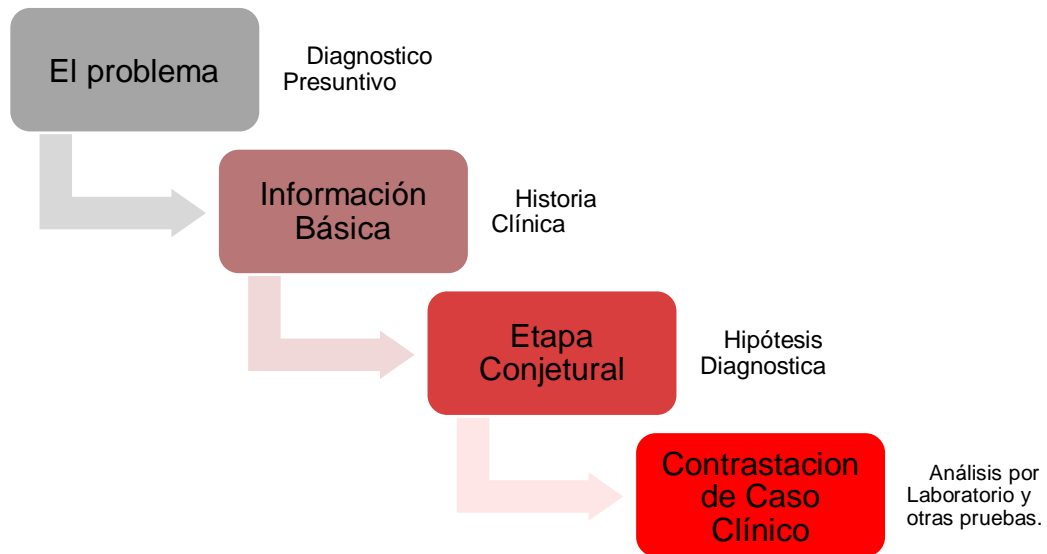 El problema
Diagnostico
Presuntivo
Información
Básica
Historia
Clínica
Etapa
Conjetural
Hipótesis
Diagnostica
Contrastacion
de Caso
Clínico
Análisis por
Laboratorio y
otras pruebas.